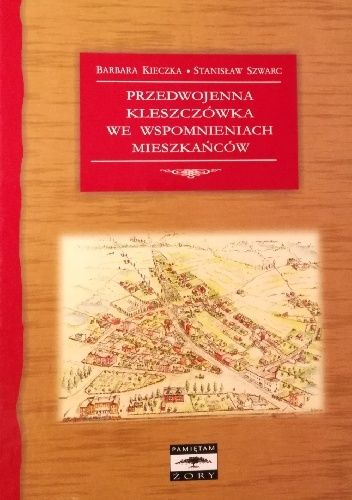 Barbara Kieczka • Stanisław Szwarc
Przedwojenna
Kleszczówka
we wspomnieniach
mieszkańców
Pamiętam
Żory